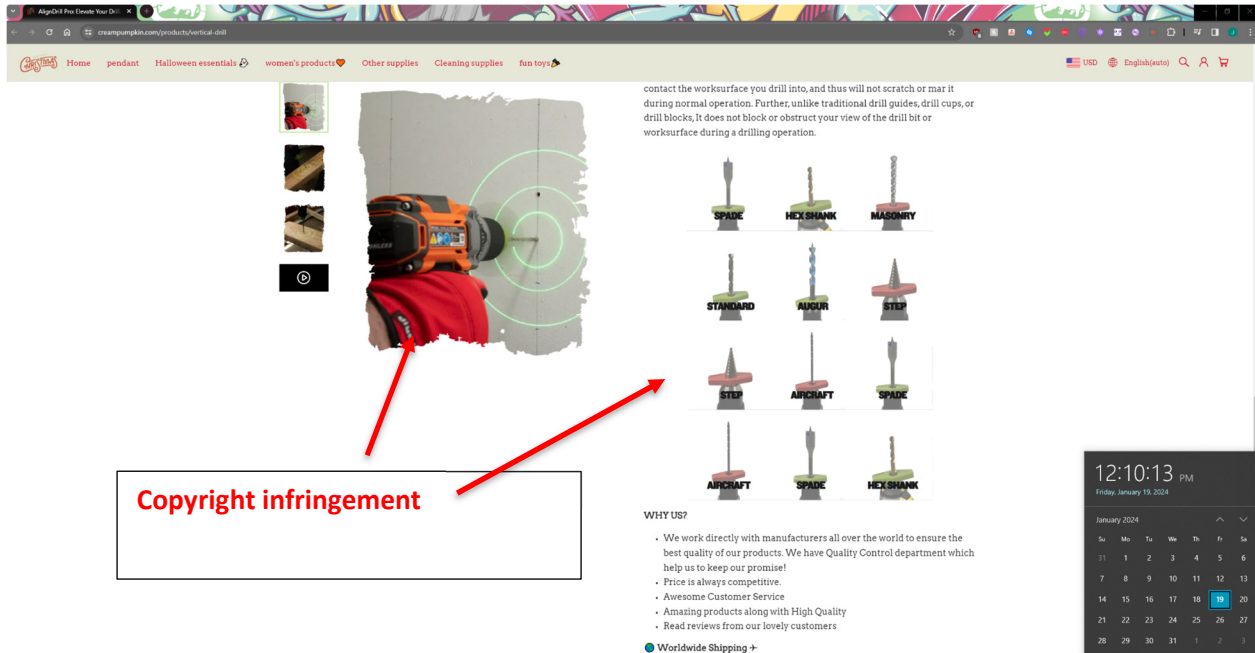 AlignDrill Pro: Elevate Your Drill
creampumpkin.com/products/vertical-drill
CHRISTMAS Home pendant Halloween essentials women's products Other supplies Cleaning supplies fun toys USD English(auto)
contact the worksurface you drill into, and thus will not scratch or mar it
during normal operation. Further, unlike traditional drill guides, drill cups, or
drill blocks, It does not block or obstruct your view of the drill bit or
worksurface during a drilling operation.
SPADE HEX SHANK MASONRY
STANDARD AUGUR STEP
STEP AIRCRAFT SPADE
AIRCRAFT SPADE HEX SHANK
Copyright infringement
WHY US?
• We work directly with manufacturers all over the world to ensure the
best quality of our products. We have Quality Control department which
help us to keep our promise!
• Price is always competitive.
• Awesome Customer Service
• Amazing products along with High Quality
• Read reviews from our lovely customers
Worldwide Shipping
12:10:13 PM
Friday, January 19, 2024
January 2024
Su Mo Tu We Th Fr Sa
31 1 2 3 4 5 6
7 8 9 10 11 12 13
14 15 16 17 18 19 20
21 22 23 24 25 26 27
28 29 30 31 1 2 3